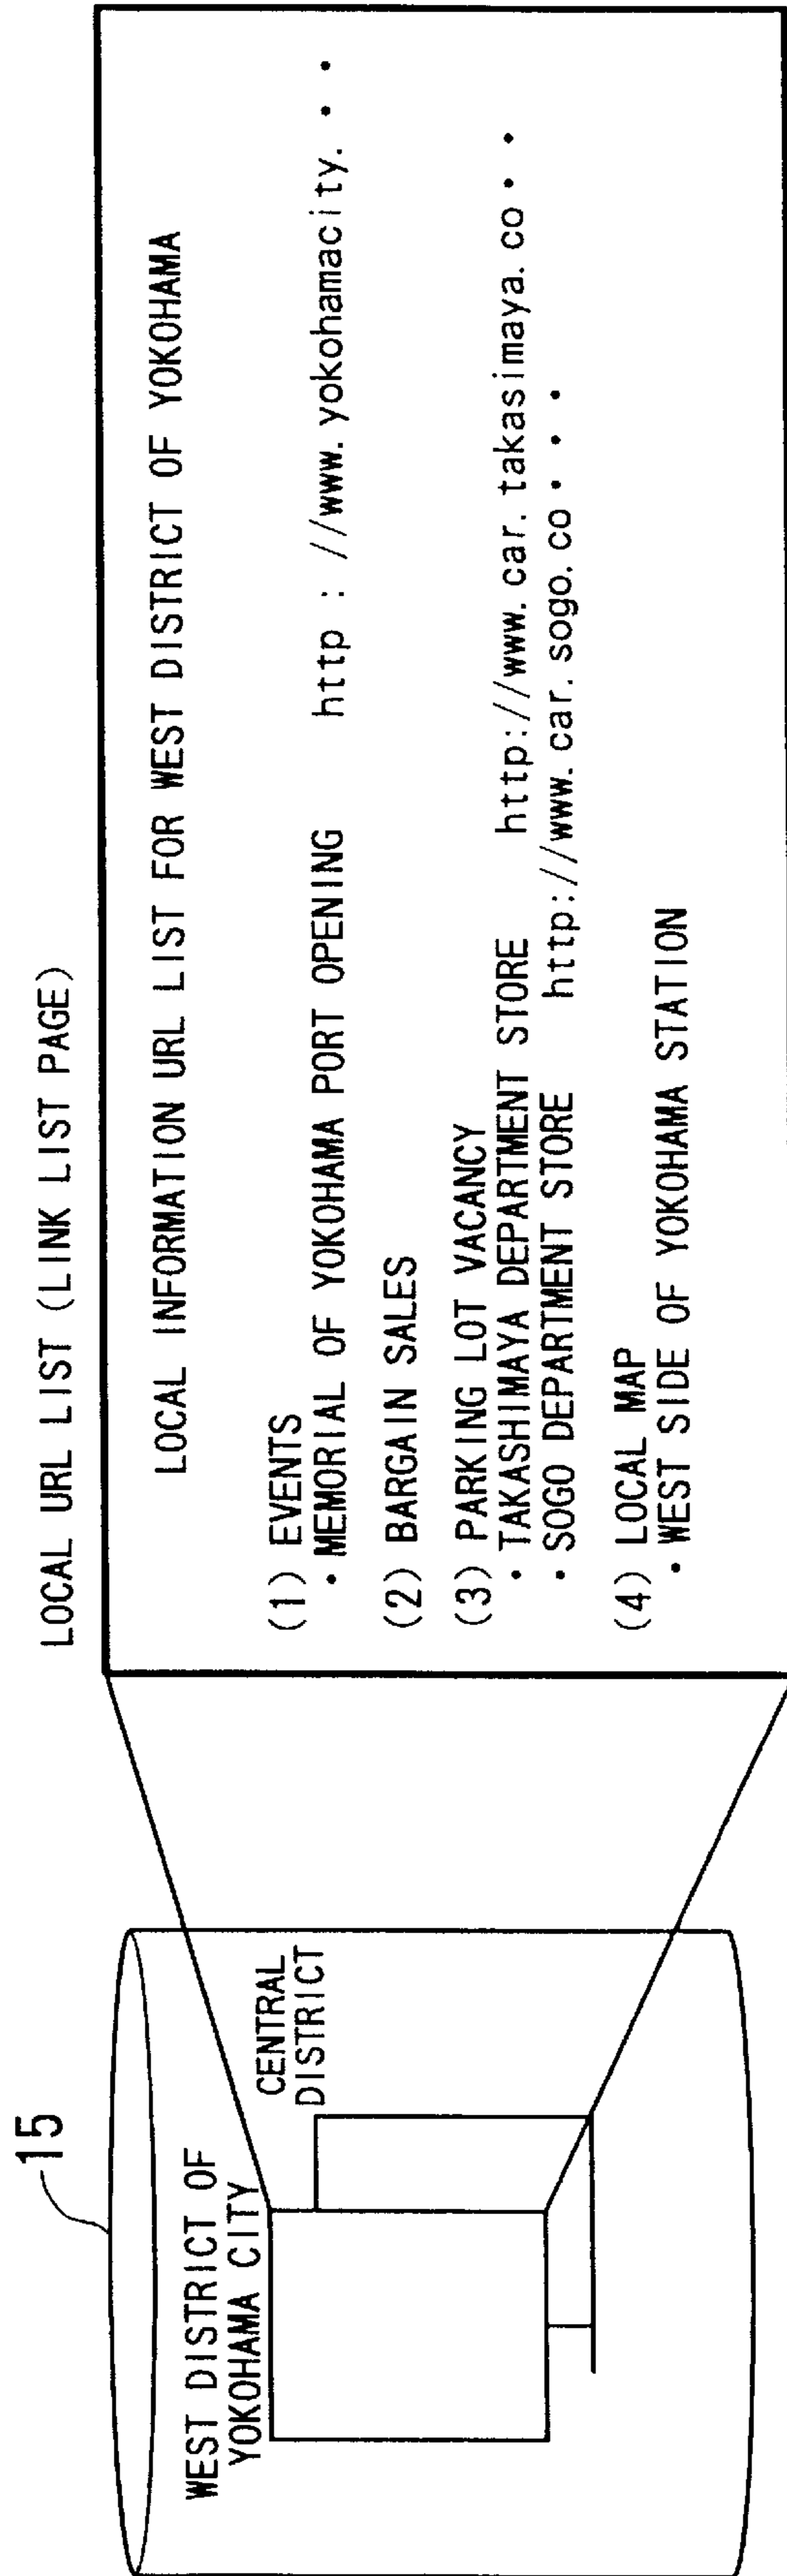 LOCAL URL LIST (LINK LIST PAGE)
LOCAL INFORMATION URL LIST FOR WEST DISTRICT OF YOKOHAMA
(1) EVENTS
• MEMORIAL OF YOKOHAMA PORT OPENING http : //www. yokohamacity. • •
(2) BARGAIN SALES
(3) PARKING LOT VACANCY
• TAKASHIMAYA DEPARTMENT STORE http://www. car. takasimaya. co • •
• SOGO DEPARTMENT STORE http://www. car. sogo. co • • • •
(4) LOCAL MAP
• WEST SIDE OF YOKOHAMA STATION
15
WEST DISTRICT OF
YOKOHAMA CITY
CENTRAL
DISTRICT